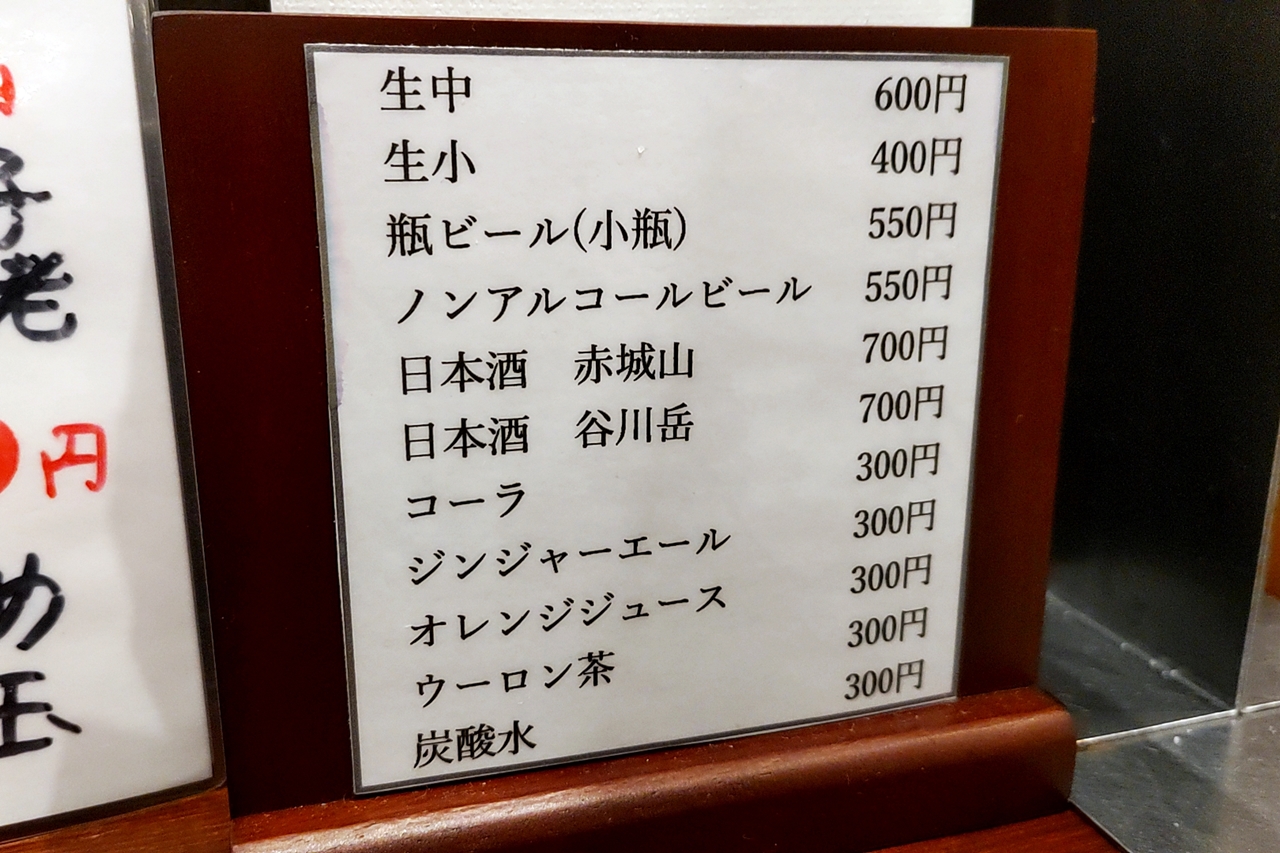 生中 600円
生小 400円
瓶ビール(小瓶) 550円
ノンアルコールビール 550円
日本酒　赤城山 700円
日本酒　谷川岳 700円
コーラ 300円
ジンジャーエール 300円
オレンジジュース 300円
ウーロン茶 300円
炭酸水 300円
老
円
め
玉